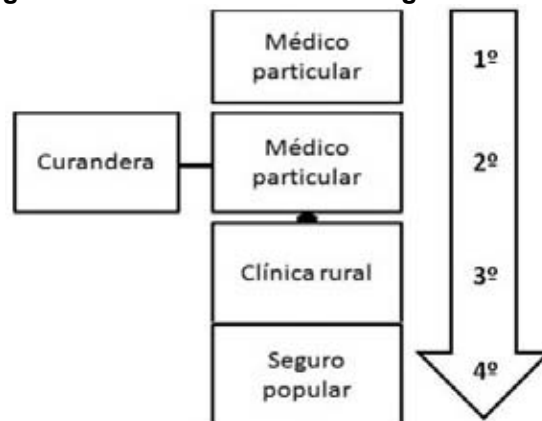 Médico
particular
1º
Curandera
Médico
particular
2º
Clínica rural
3º
Seguro
popular
4º